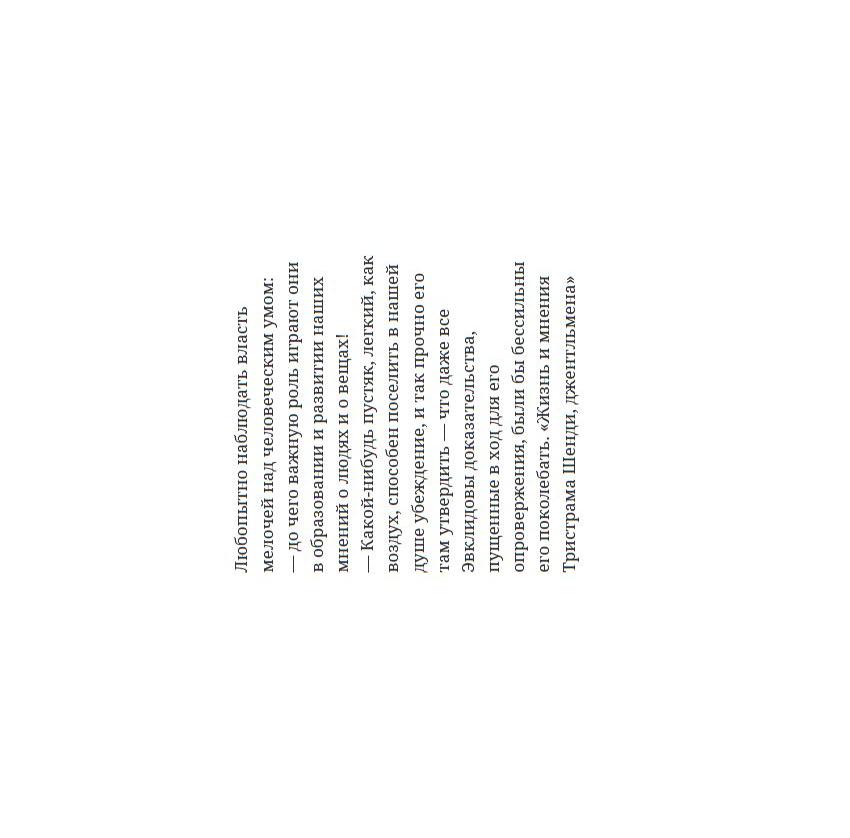 Любопытно наблюдать власть
мелочей над человеческим умом:
— до чего важную роль играют они
в образовании и развитии наших
мнений о людях и о вещах!
— Какой-нибудь пустяк, легкий, как
воздух, способен поселить в нашей
душе убеждение, и так прочно его
там утвердить — что даже все
Эвклидовы доказательства,
пущенные в ход для его
опровержения, были бы бессильны
его поколебать. «Жизнь и мнения
Тристрама Шенди, джентльмена»